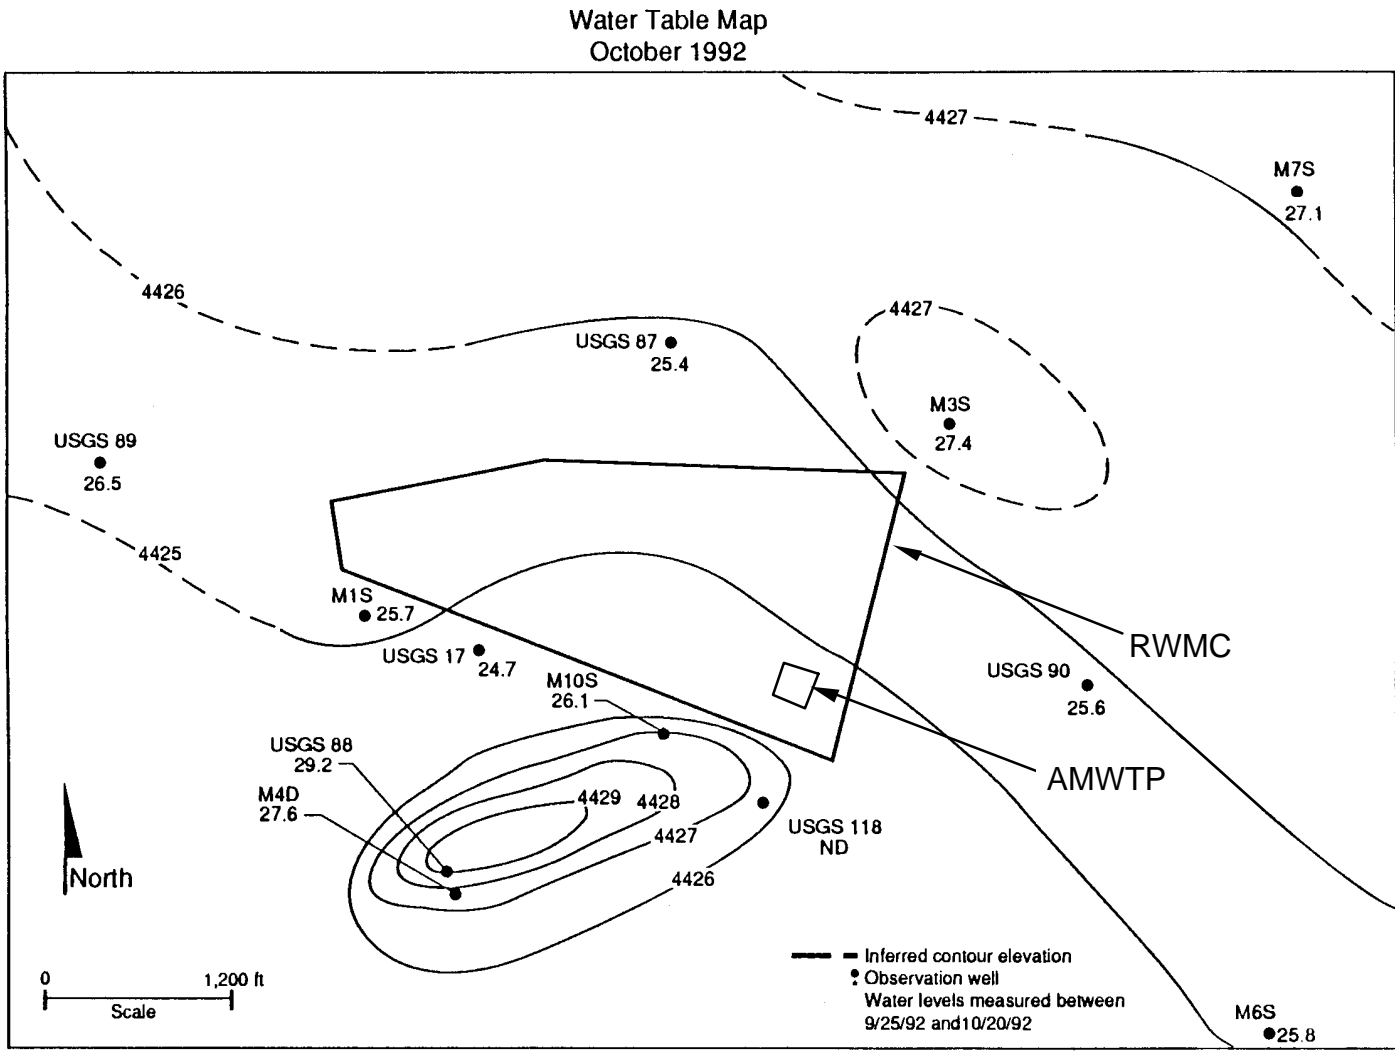 Water Table Map
October 1992
4427
M7S
27.1
4426
4427
USGS 87
25.4
M3S
27.4
USGS 89
26.5
4425
M1S
25.7
USGS 17
24.7
RWMC
USGS 90
25.6
M10S
26.1
USGS 88
29.2
AMWTP
M4D
27.6
4429
4428
4427
4426
USGS 118
ND
North
0
1,200 ft
Scale
Inferred contour elevation
Observation well
Water levels measured between
9/25/92 and10/20/92
M6S
25.8